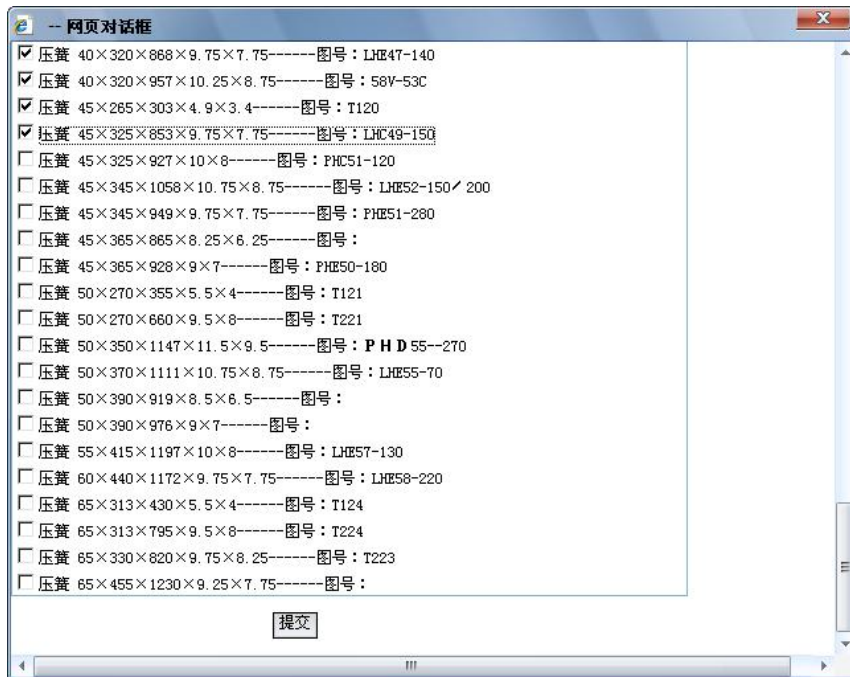 -- 网页对话框
压簧 40×320×868×9.75×7.75------图号：LHE47-140
压簧 40×320×957×10.25×8.75------图号：58V-53C
压簧 45×265×303×4.9×3.4------图号：T120
压簧 45×325×853×9.75×7.75------图号：LHC49-150
压簧 45×325×927×10×8------图号：PHC51-120
压簧 45×345×1058×10.75×8.75------图号：LHE52-150／200
压簧 45×345×949×9.75×7.75------图号：PHE51-280
压簧 45×365×865×8.25×6.25------图号：
压簧 45×365×928×9×7------图号：PHE50-180
压簧 50×270×355×5.5×4------图号：T121
压簧 50×270×660×9.5×8------图号：T221
压簧 50×350×1147×11.5×9.5------图号：ＰＨＤ55--270
压簧 50×370×1111×10.75×8.75------图号：LHE55-70
压簧 50×390×919×8.5×6.5------图号：
压簧 50×390×976×9×7------图号：
压簧 55×415×1197×10×8------图号：LHE57-130
压簧 60×440×1172×9.75×7.75------图号：LHE58-220
压簧 65×313×430×5.5×4------图号：T124
压簧 65×313×795×9.5×8------图号：T224
压簧 65×330×820×9.75×8.25------图号：T223
压簧 65×455×1230×9.25×7.75------图号：
提交